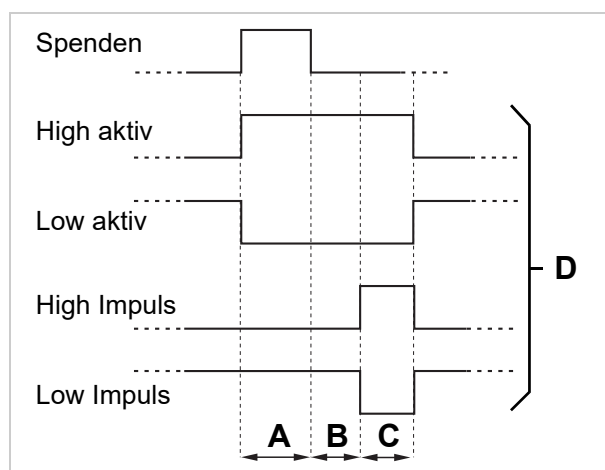 Spenden
High aktiv
Low aktiv
D
High Impuls
Low Impuls
A B C